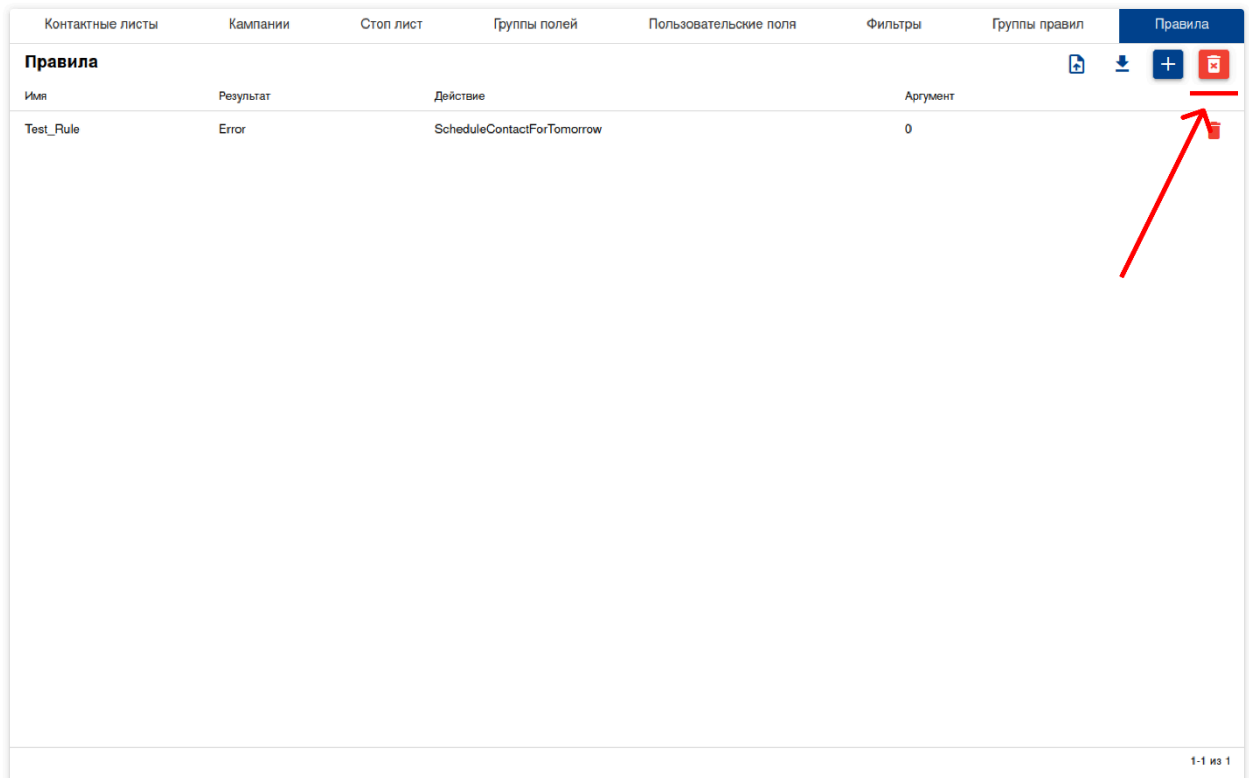 Контактные листы Кампании Стоп лист Группы полей Пользовательские поля Фильтры Группы правил Правила
Правила
Имя Результат Действие Аргумент
Test_Rule Error ScheduleContactForTomorrow 0
1-1 из 1